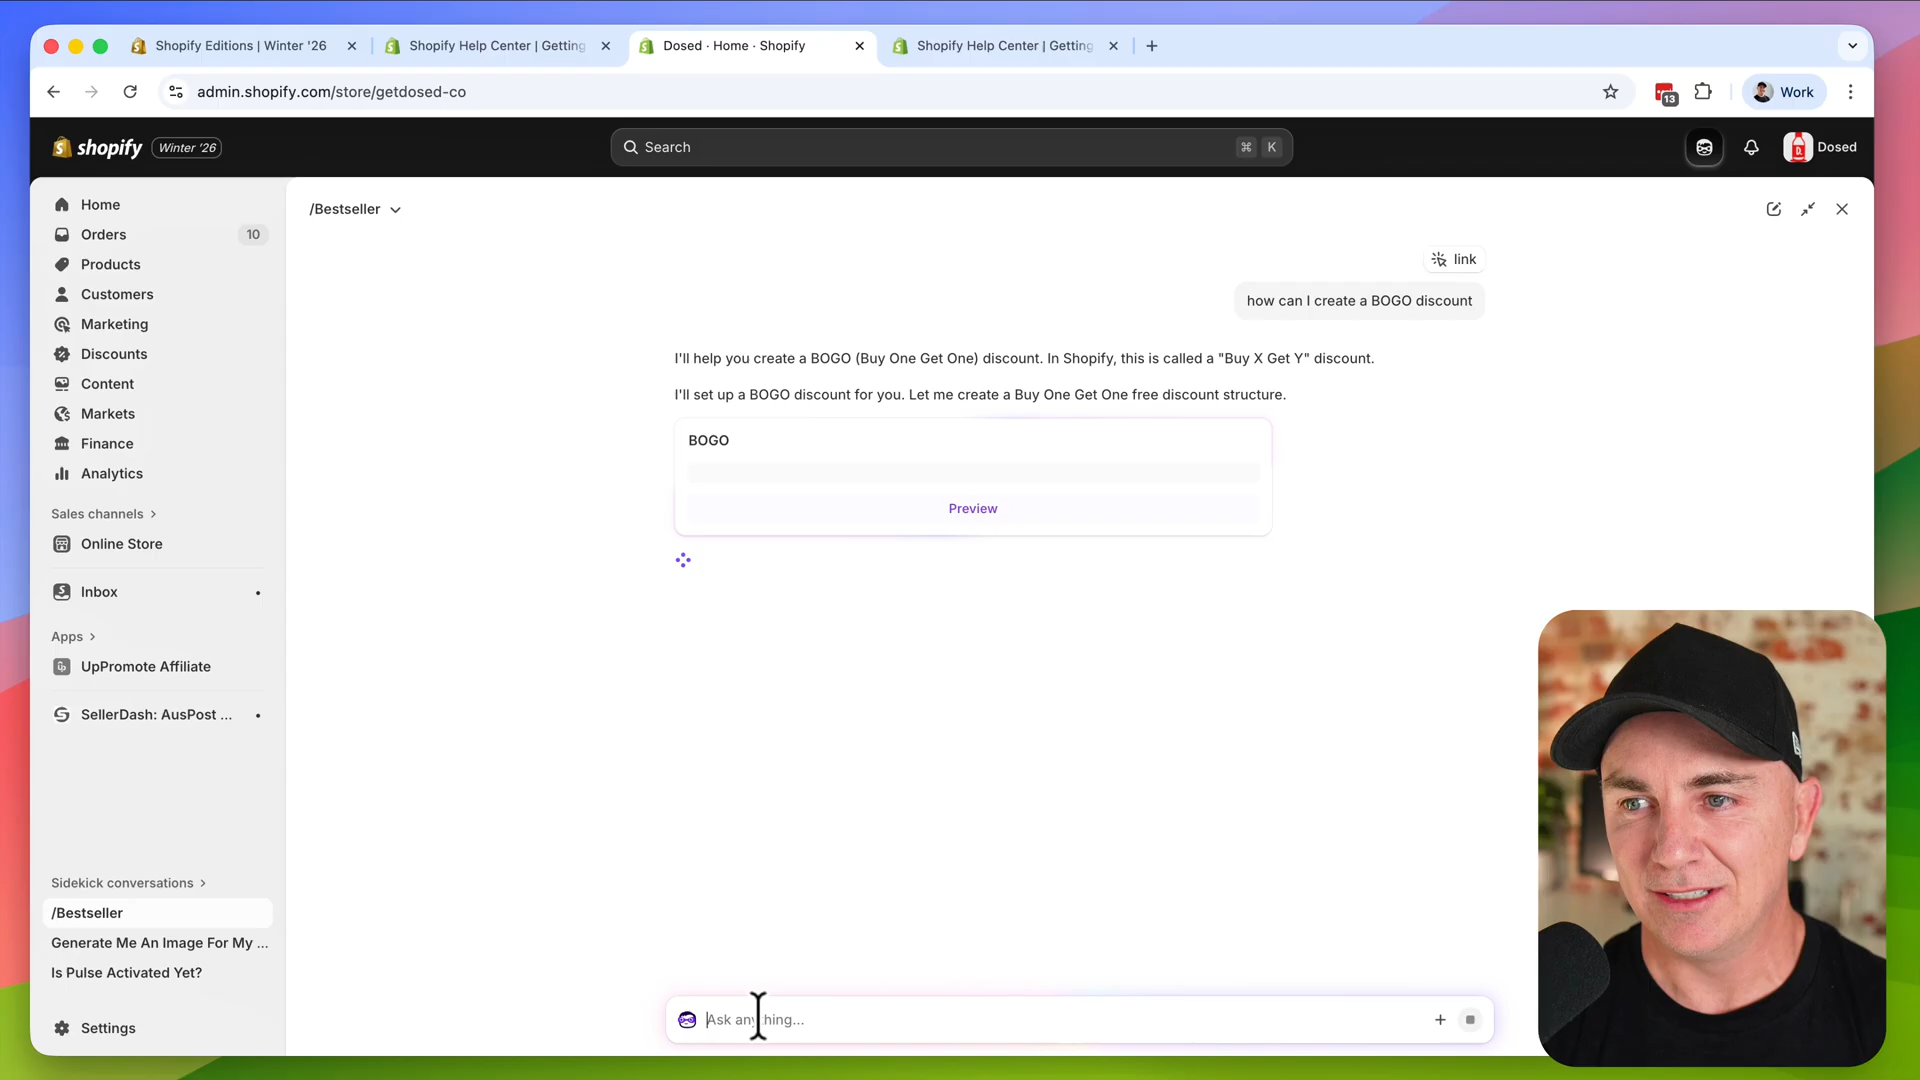 Shopify Editions | Winter '26
Shopify Help Center | Getting
Dosed · Home · Shopify
Shopify Help Center | Getting
admin.shopify.com/store/getdosed-co
13
Work
shopify
Winter '26
Search
⌘ K
Dosed
Home
Orders
10
Products
Customers
Marketing
Discounts
Content
Markets
Finance
Analytics
Sales channels
Online Store
Inbox
Apps
UpPromote Affiliate
SellerDash: AusPost ...
Sidekick conversations
/Bestseller
Generate Me An Image For My ...
Is Pulse Activated Yet?
Settings
/Bestseller
link
how can I create a BOGO discount
I'll help you create a BOGO (Buy One Get One) discount. In Shopify, this is called a "Buy X Get Y" discount.
I'll set up a BOGO discount for you. Let me create a Buy One Get One free discount structure.
BOGO
Preview
Ask anything...